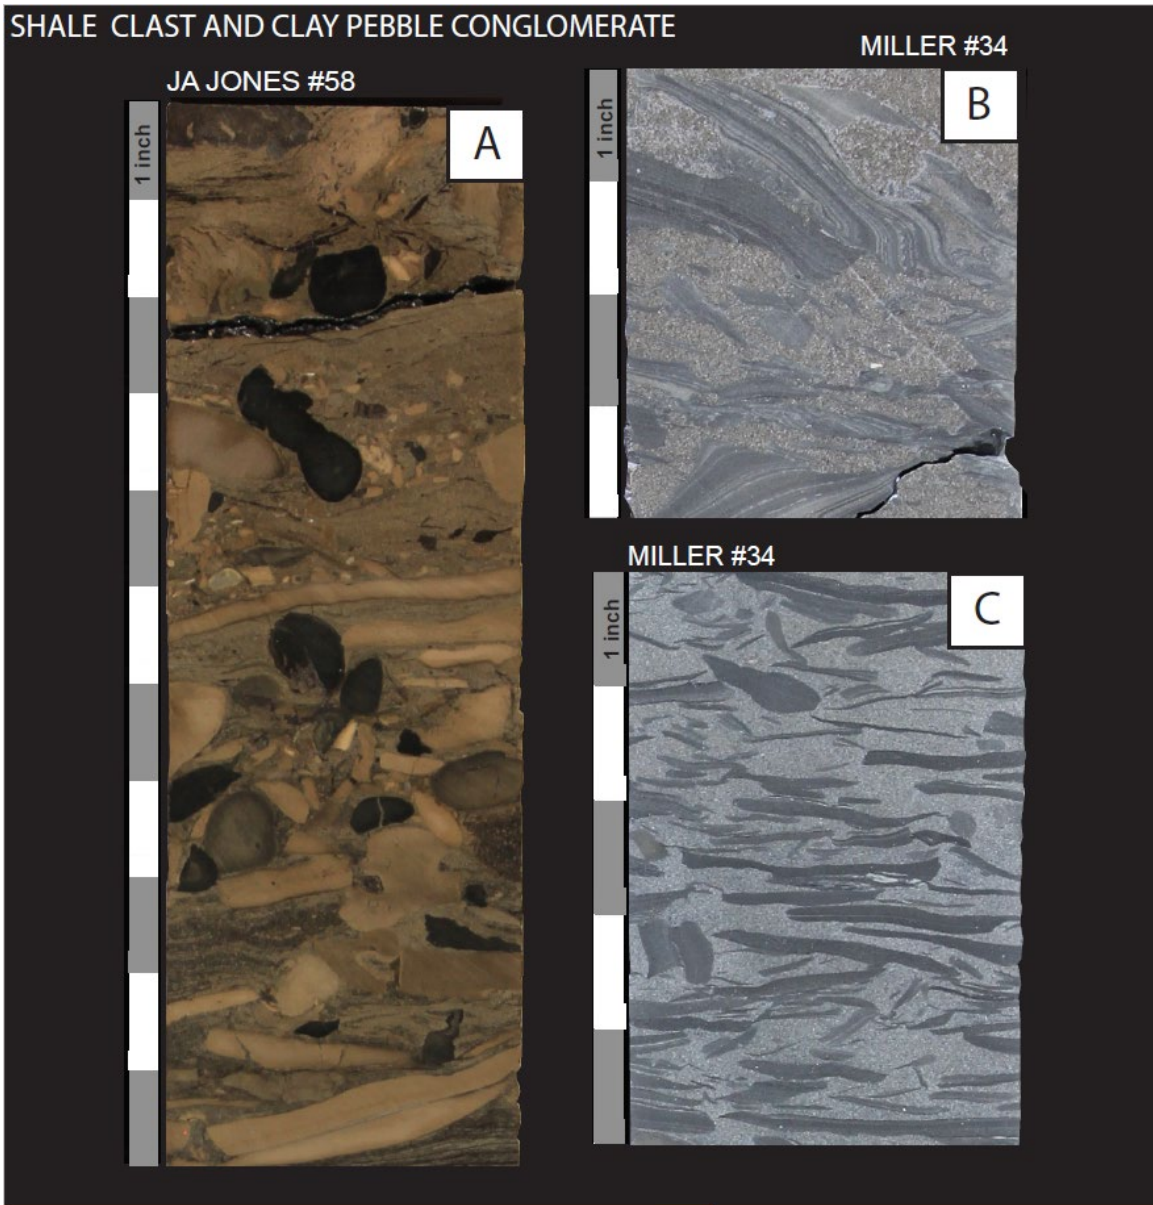 SHALE  CLAST AND CLAY PEBBLE CONGLOMERATE
JA JONES #58
1 inch
A
MILLER #34
1 inch
B
MILLER #34
1 inch
C